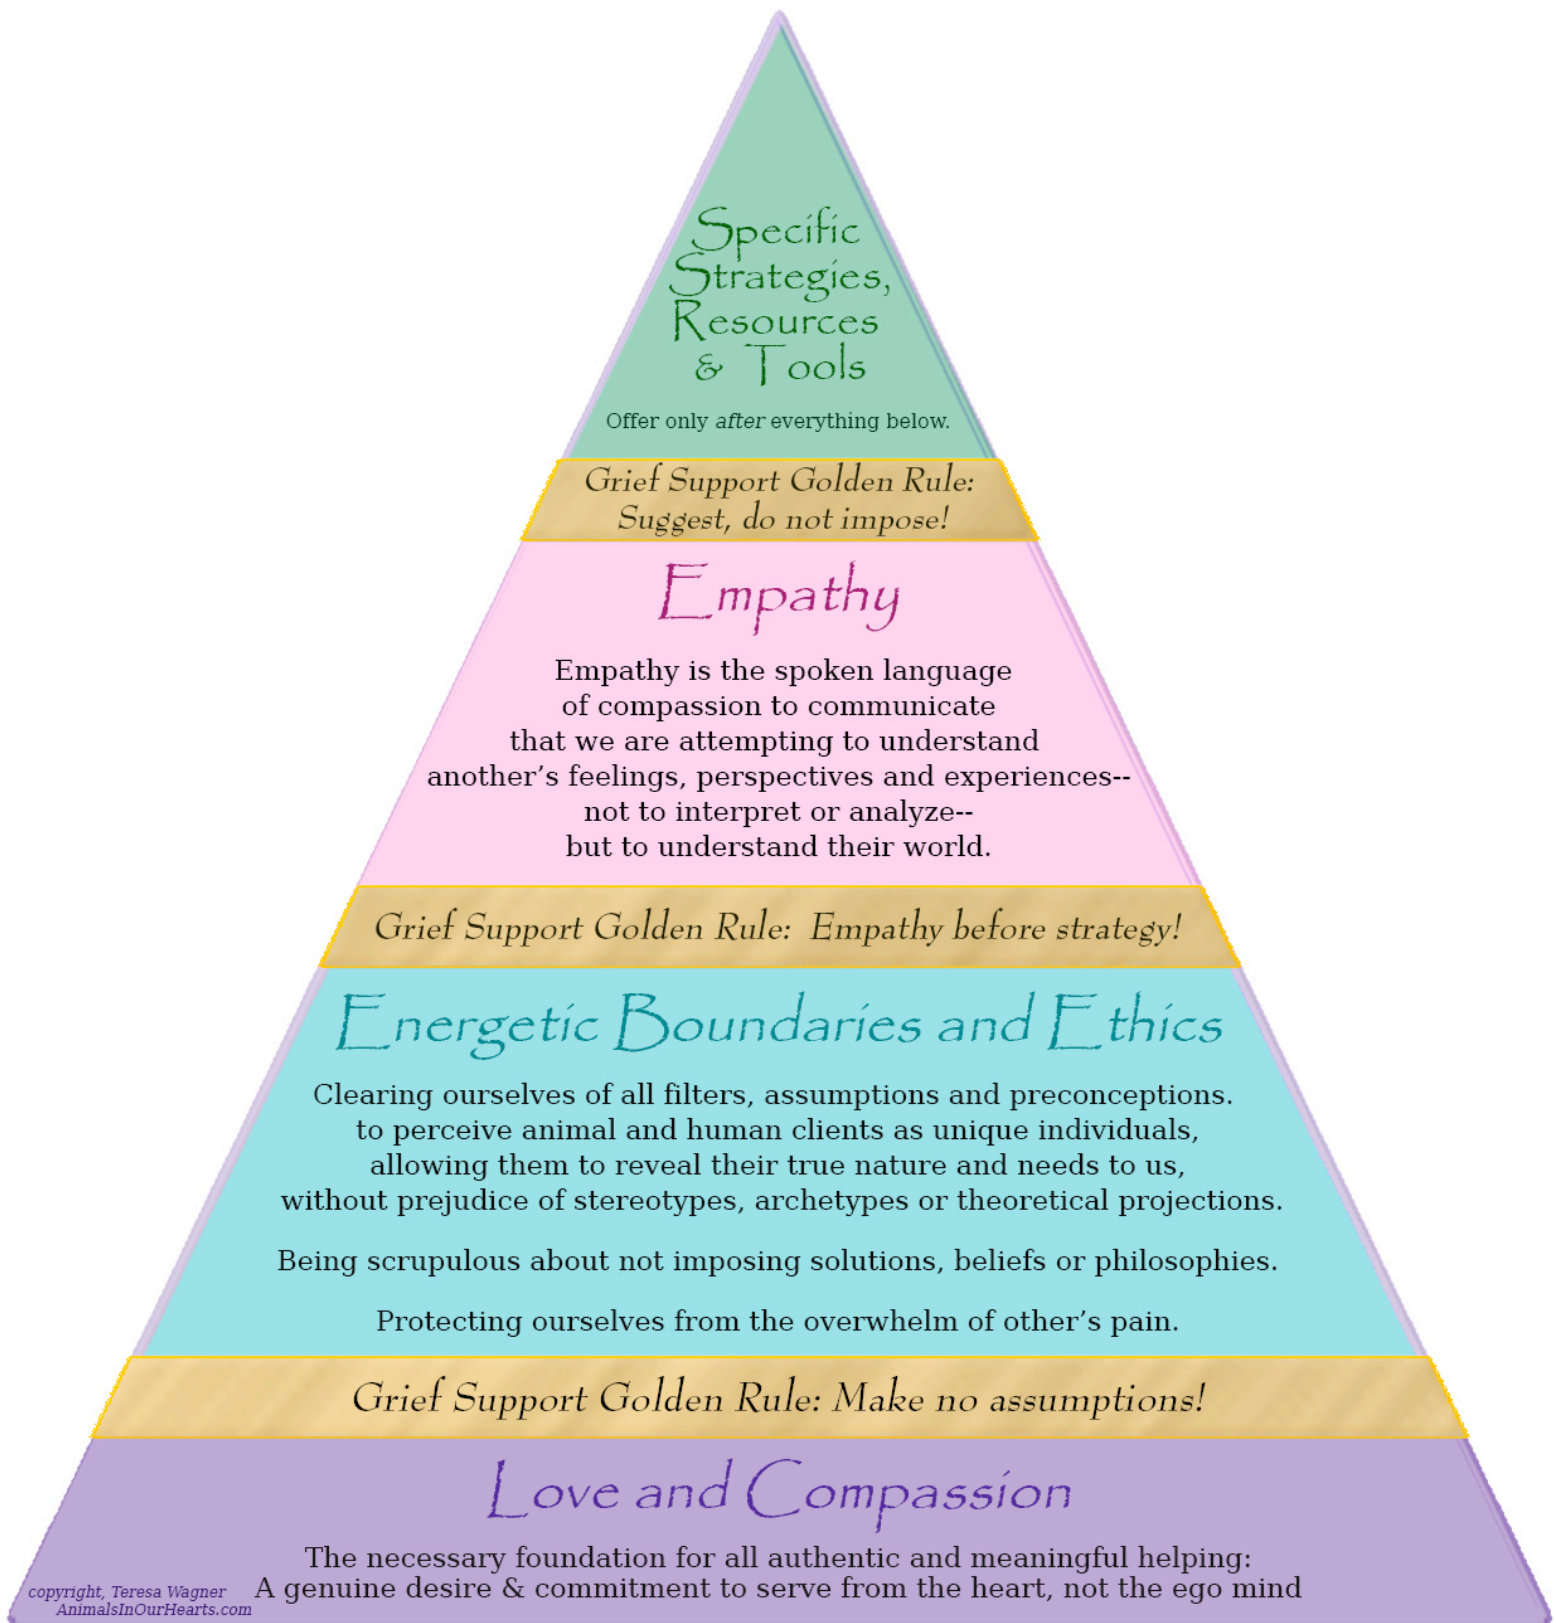 Specific
Strategies,
Resources
& Tools
Offer only after everything below.
Grief Support Golden Rule:
Suggest, do not impose!
Empathy
Empathy is the spoken language
of compassion to communicate
that we are attempting to understand
another’s feelings, perspectives and experiences--
not to interpret or analyze--
but to understand their world.
Grief Support Golden Rule: Empathy before strategy!
Energetic Boundaries and Ethics
Clearing ourselves of all filters, assumptions and preconceptions.
to perceive animal and human clients as unique individuals,
allowing them to reveal their true nature and needs to us,
without prejudice of stereotypes, archetypes or theoretical projections.
Being scrupulous about not imposing solutions, beliefs or philosophies.
Protecting ourselves from the overwhelm of other’s pain.
Grief Support Golden Rule: Make no assumptions!
Love and Compassion
The necessary foundation for all authentic and meaningful helping:
A genuine desire & commitment to serve from the heart, not the ego mind
copyright, Teresa Wagner
AnimalsInOurHearts.com